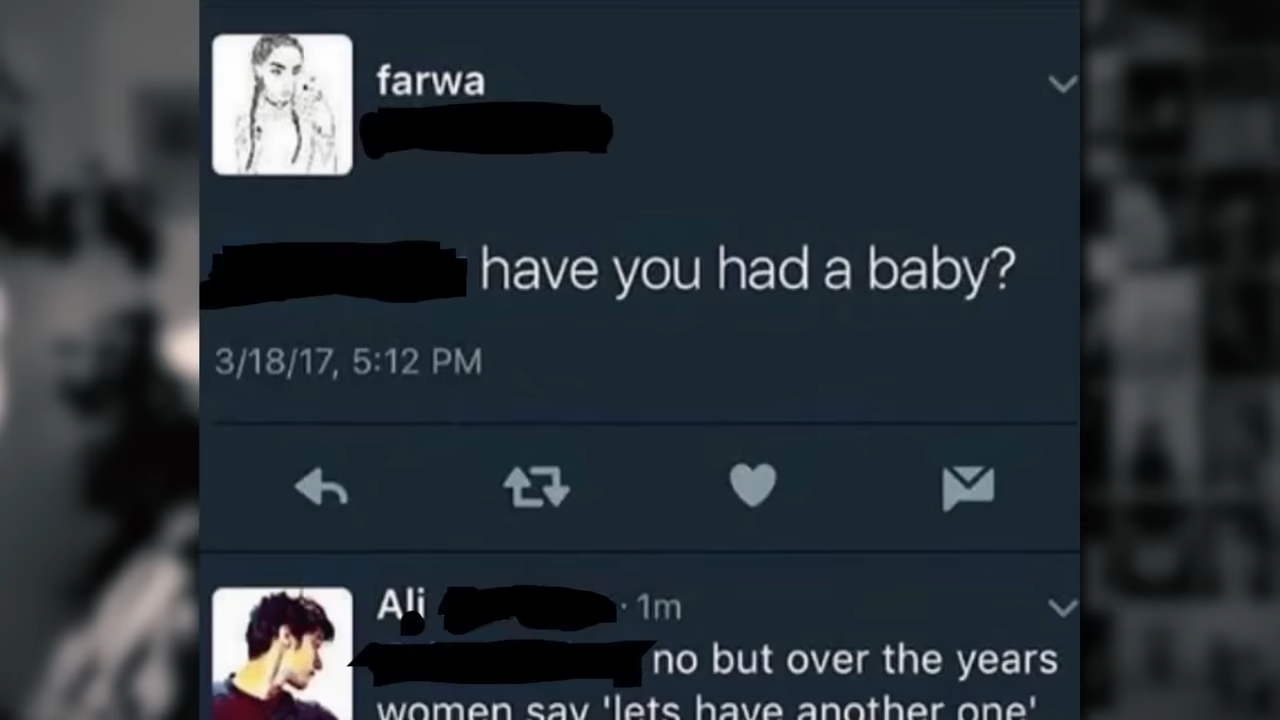 farwa
have you had a baby?
3/18/17, 5:12 PM
Ali · 1m
no but over the years
women say 'lets have another one'